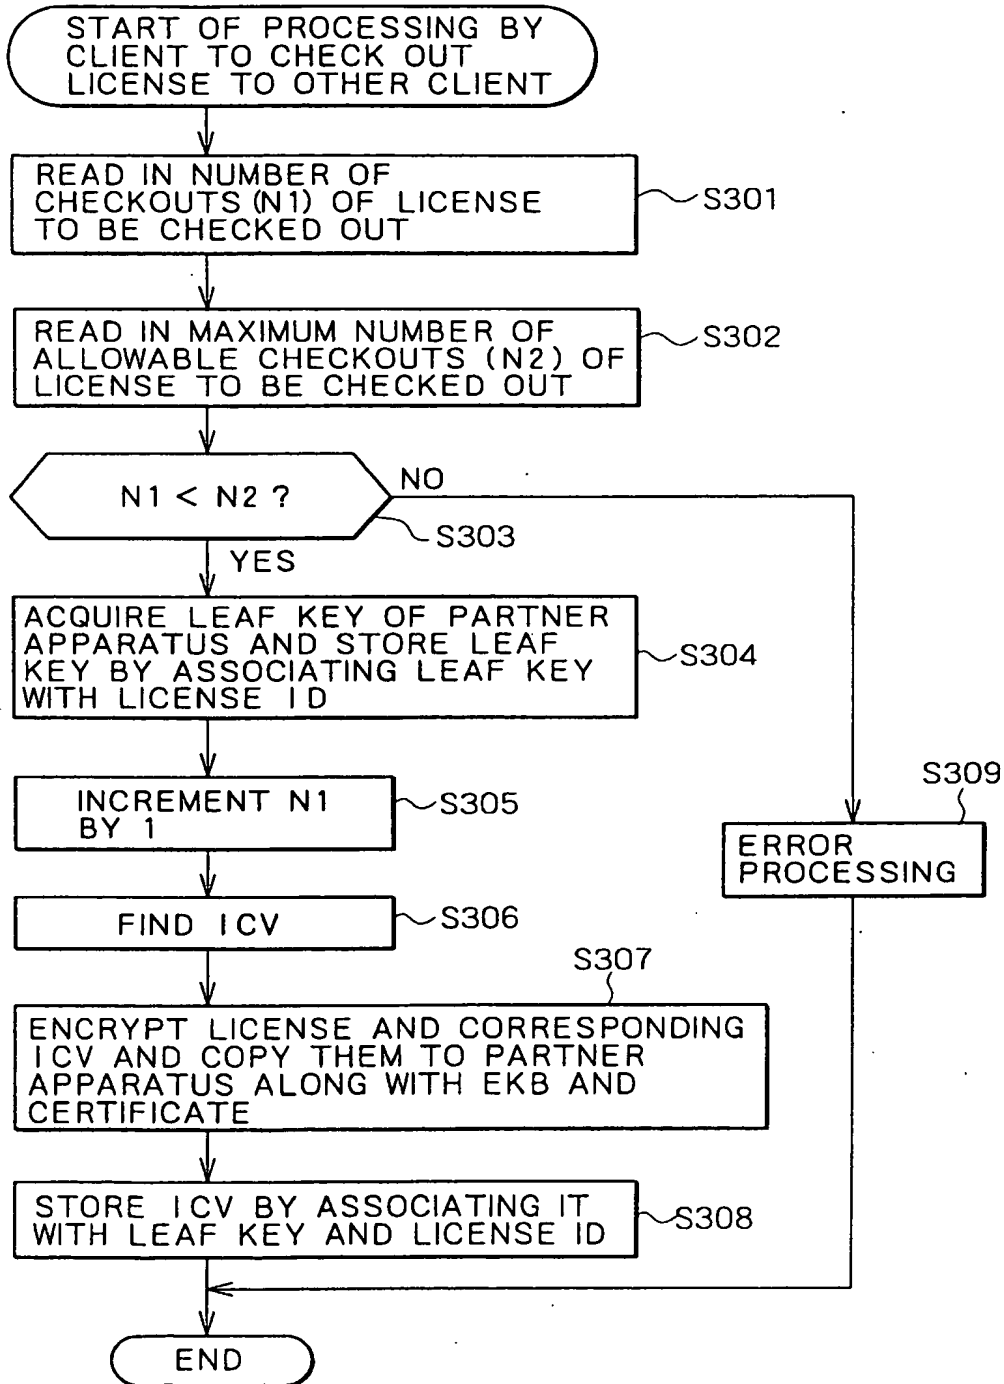 START OF PROCESSING BY
CLIENT TO CHECK OUT
LICENSE TO OTHER CLIENT
READ IN NUMBER OF
CHECKOUTS (N1) OF LICENSE
TO BE CHECKED OUT
S301
READ IN MAXIMUM NUMBER OF
ALLOWABLE CHECKOUTS (N2) OF
LICENSE TO BE CHECKED OUT
S302
N1 < N2 ?
NO
S303
YES
ACQUIRE LEAF KEY OF PARTNER
APPARATUS AND STORE LEAF
KEY BY ASSOCIATING LEAF KEY
WITH LICENSE ID
S304
INCREMENT N1
BY 1
S305
S309
ERROR
PROCESSING
FIND ICV
S306
S307
ENCRYPT LICENSE AND CORRESPONDING
ICV AND COPY THEM TO PARTNER
APPARATUS ALONG WITH EKB AND
CERTIFICATE
STORE ICV BY ASSOCIATING IT
WITH LEAF KEY AND LICENSE ID
S308
END